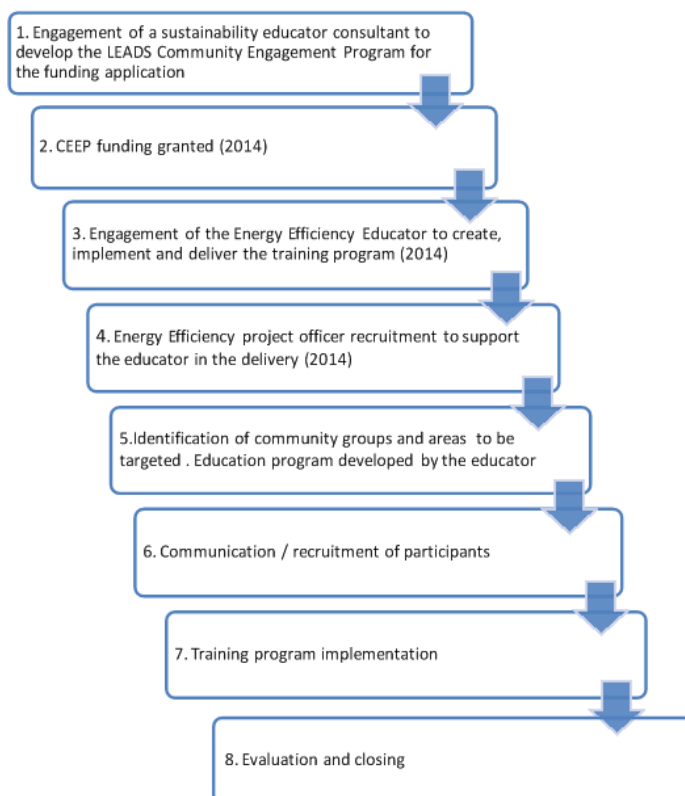 1. Engagement of a sustainability educator consultant to
develop the LEADS Community Engagement Program for
the funding application
2. CEEP funding granted (2014)
3. Engagement of the Energy Efficiency Educator to create,
implement and deliver the training program (2014)
4. Energy Efficiency project officer recruitment to support
the educator in the delivery (2014)
5.Identification of community groups and areas to be
targeted . Education program developed by the educator
6. Communication / recruitment of participants
7. Training program implementation
8. Evaluation and closing